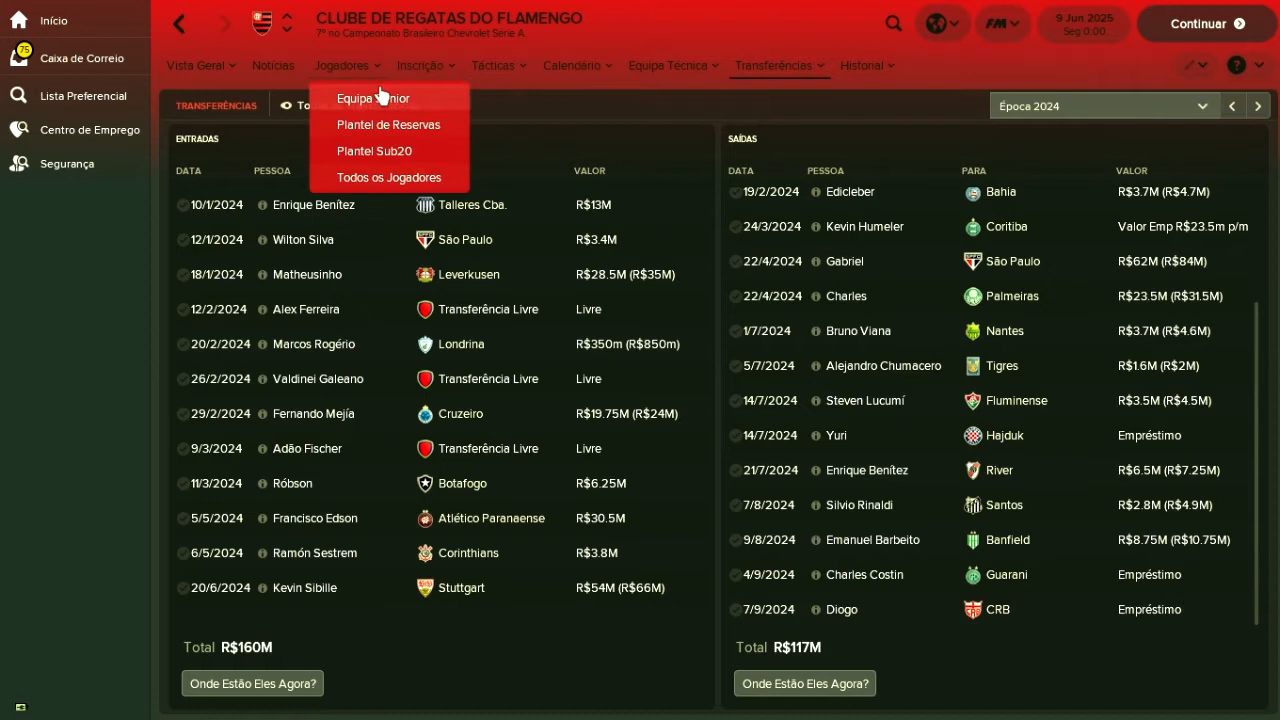 Início
75
Caixa de Correio
Lista Preferencial
Centro de Emprego
Segurança
CLUBE DE REGATAS DO FLAMENGO
7º no Campeonato Brasileiro Chevrolet Série A.
FM
9 Jun 2025
Seg 0:00
Continuar
Vista Geral
Notícias
Jogadores
Inscrição
Tácticas
Calendário
Equipa Técnica
Transferências
Historial
?
Equipa Sénior
Plantel de Reservas
Plantel Sub20
Todos os Jogadores
TRANSFERÊNCIAS
Época 2024
ENTRADAS
DATA PESSOA VALOR
10/1/2024 Enrique Benítez Talleres Cba. R$13M
12/1/2024 Wilton Silva São Paulo R$3.4M
18/1/2024 Matheusinho Leverkusen R$28.5M (R$35M)
12/2/2024 Alex Ferreira Transferência Livre Livre
20/2/2024 Marcos Rogério Londrina R$350m (R$850m)
26/2/2024 Valdinei Galeano Transferência Livre Livre
29/2/2024 Fernando Mejía Cruzeiro R$19.75M (R$24M)
9/3/2024 Adão Fischer Transferência Livre Livre
11/3/2024 Róbson Botafogo R$6.25M
5/5/2024 Francisco Edson Atlético Paranaense R$30.5M
6/5/2024 Ramón Sestrem Corinthians R$3.8M
20/6/2024 Kevin Sibille Stuttgart R$54M (R$66M)
Total R$160M
Onde Estão Eles Agora?
SAÍDAS
DATA PESSOA PARA VALOR
19/2/2024 Edicleber Bahia R$3.7M (R$4.7M)
24/3/2024 Kevin Humeler Coritiba Valor Emp R$23.5m p/m
22/4/2024 Gabriel São Paulo R$62M (R$84M)
22/4/2024 Charles Palmeiras R$23.5M (R$31.5M)
1/7/2024 Bruno Viana Nantes R$3.7M (R$4.6M)
5/7/2024 Alejandro Chumacero Tigres R$1.6M (R$2M)
14/7/2024 Steven Lucumí Fluminense R$3.5M (R$4.5M)
14/7/2024 Yuri Hajduk Empréstimo
21/7/2024 Enrique Benítez River R$6.5M (R$7.25M)
7/8/2024 Silvio Rinaldi Santos R$2.8M (R$4.9M)
9/8/2024 Emanuel Barbeito Banfield R$8.75M (R$10.75M)
4/9/2024 Charles Costin Guarani Empréstimo
7/9/2024 Diogo CRB Empréstimo
Total R$117M
Onde Estão Eles Agora?